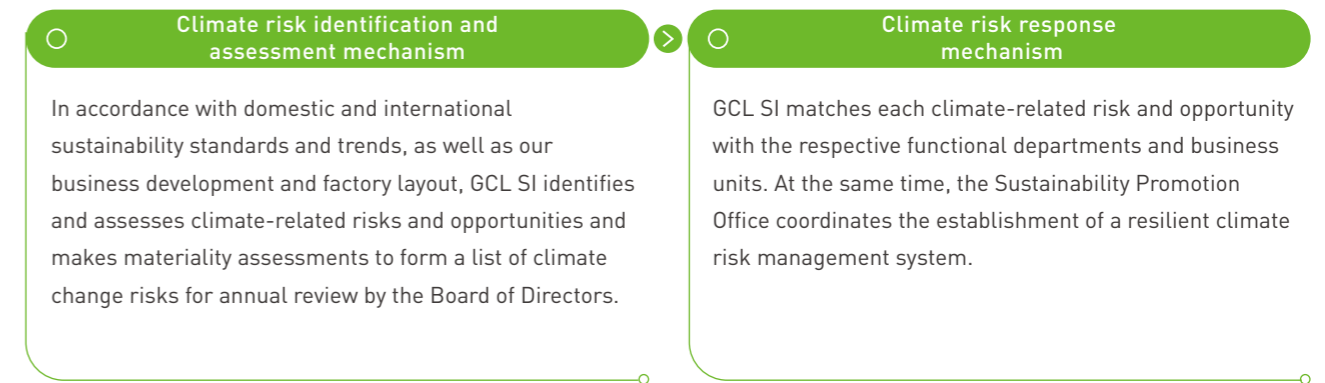 Climate risk identification and
assessment mechanism
In accordance with domestic and international
sustainability standards and trends, as well as our
business development and factory layout, GCL SI identifies
and assesses climate-related risks and opportunities and
makes materiality assessments to form a list of climate
change risks for annual review by the Board of Directors.
Climate risk response
mechanism
GCL SI matches each climate-related risk and opportunity
with the respective functional departments and business
units. At the same time, the Sustainability Promotion
Office coordinates the establishment of a resilient climate
risk management system.